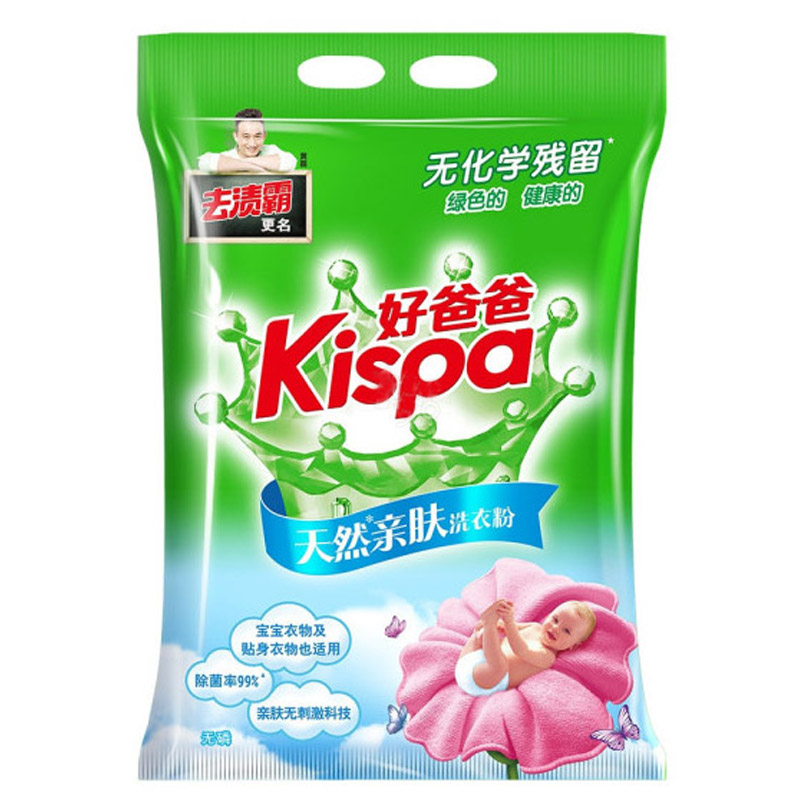 黄磊
去渍霸
更名
无化学残留*
绿色的 健康的
好爸爸
Kispa
天然*亲肤洗衣粉
宝宝衣物及
贴身衣物也适用
除菌率99%*
亲肤无刺激科技
无磷